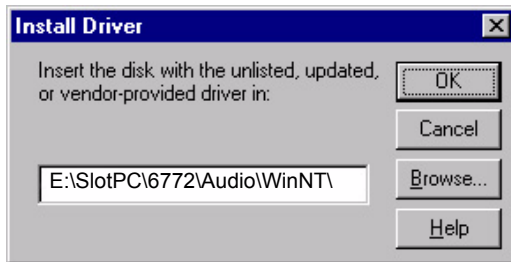 Install Driver
Insert the disk with the unlisted, updated,
or vendor-provided driver in:
E:\SlotPC\6772\Audio\WinNT\
OK
Cancel
Browse...
Help